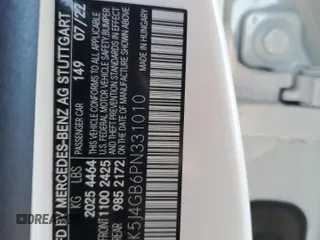 FD BY MERCEDES-BENZ AG STUTTGART
149 07/22
PASSENGER CAR MADE IN HUNGARY
KG LBS
2025 4464 THIS VEHICLE CONFORMS TO ALL APPLICABLE
FRONT U.S. FEDERAL MOTOR VEHICLE SAFETY, BUMPER,
1100 2425 AND THEFT PREVENTION STANDARDS IN EFFECT
985 2172 ON THE DATE OF MANUFACTURE SHOWN ABOVE.
K5J4GB6PN331010